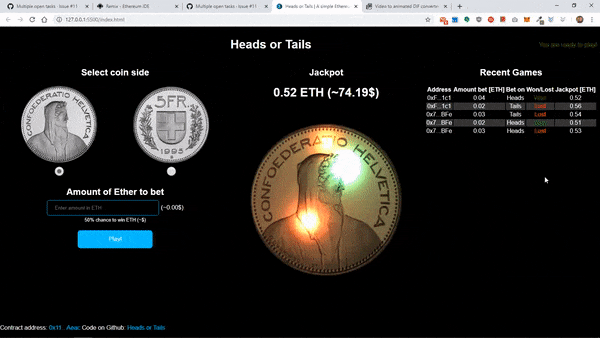 Multiple open tasks · Issue #11
Remix - Ethereum IDE
Multiple open tasks · Issue #11
Heads or Tails | A simple Ethere
Video to animated GIF conver
127.0.0.1:5500/index.html
Heads or Tails
You are ready to play!
Select coin side
Jackpot
Recent Games
0.52 ETH (~74.19$)
Address Amount bet [ETH] Bet on Won/Lost Jackpot [ETH]
0xF...1c1 0.04 Heads Won 0.52
0xF...1c1 0.02 Tails Lost 0.56
0x7...BFe 0.03 Tails Lost 0.54
0x7...BFe 0.02 Heads Won 0.51
0x7...BFe 0.03 Heads Lost 0.53
CONFOEDERATIO HELVETICA
5FR
1995
CONFOEDERATIO HELVETICA
Amount of Ether to bet
Enter amount in ETH (~0.00$)
50% chance to win ETH (~$)
Play!
Contract address: 0x11 Code on Github: Heads or Tails